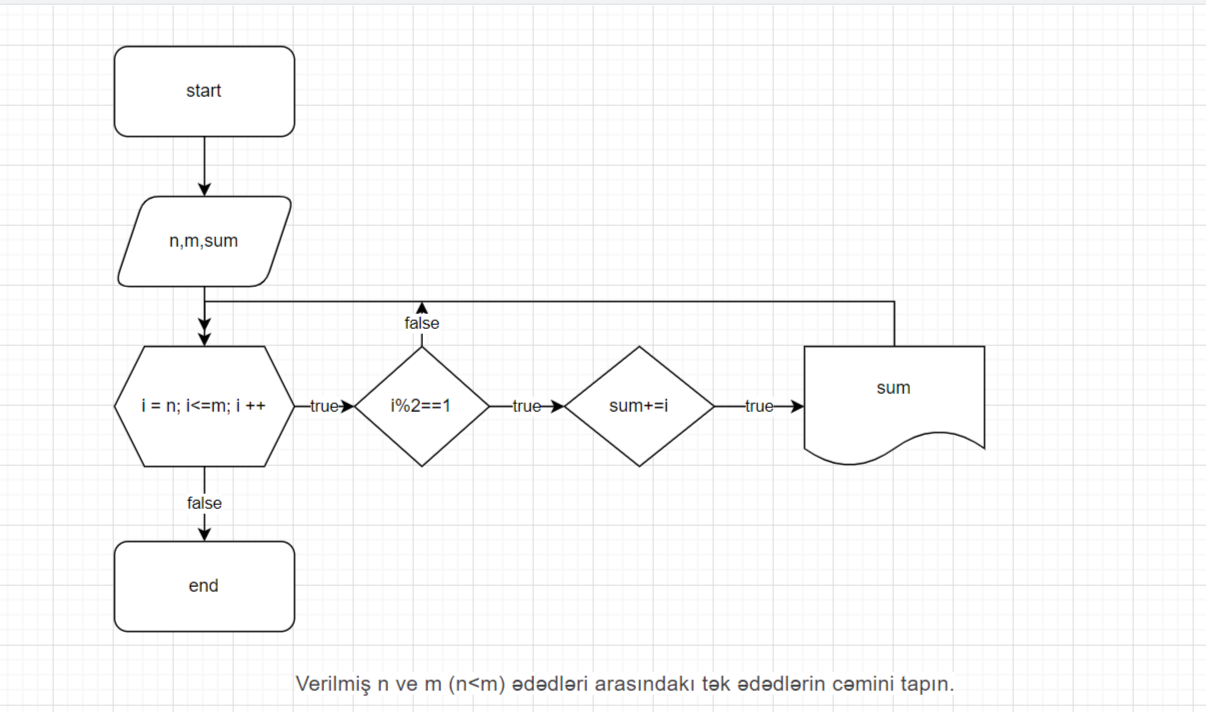 start
n,m,sum
false
i = n; i<=m; i ++
true
i%2==1
true
sum+=i
true
sum
false
end
Verilmiş n ve m (n<m) ədədləri arasındakı tək ədədlərin cəmini tapın.